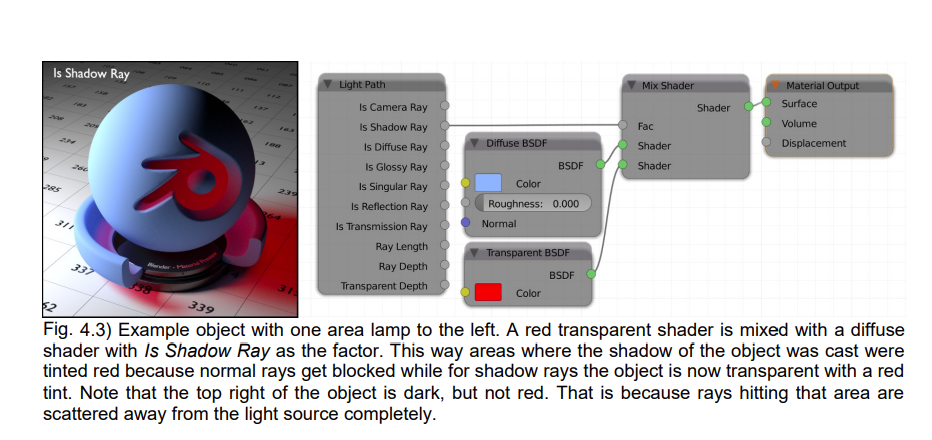 Is Shadow Ray
311
337
338
339
62
285
239
Blender
Light Path
Is Camera Ray
Is Shadow Ray
Is Diffuse Ray
Is Glossy Ray
Is Singular Ray
Is Reflection Ray
Is Transmission Ray
Ray Length
Ray Depth
Transparent Depth
Diffuse BSDF
BSDF
Color
Roughness: 0.000
Normal
Transparent BSDF
BSDF
Color
Mix Shader
Shader
Fac
Shader
Shader
Material Output
Surface
Volume
Displacement
Fig. 4.3) Example object with one area lamp to the left. A red transparent shader is mixed with a diffuse
shader with Is Shadow Ray as the factor. This way areas where the shadow of the object was cast were
tinted red because normal rays get blocked while for shadow rays the object is now transparent with a red
tint. Note that the top right of the object is dark, but not red. That is because rays hitting that area are
scattered away from the light source completely.